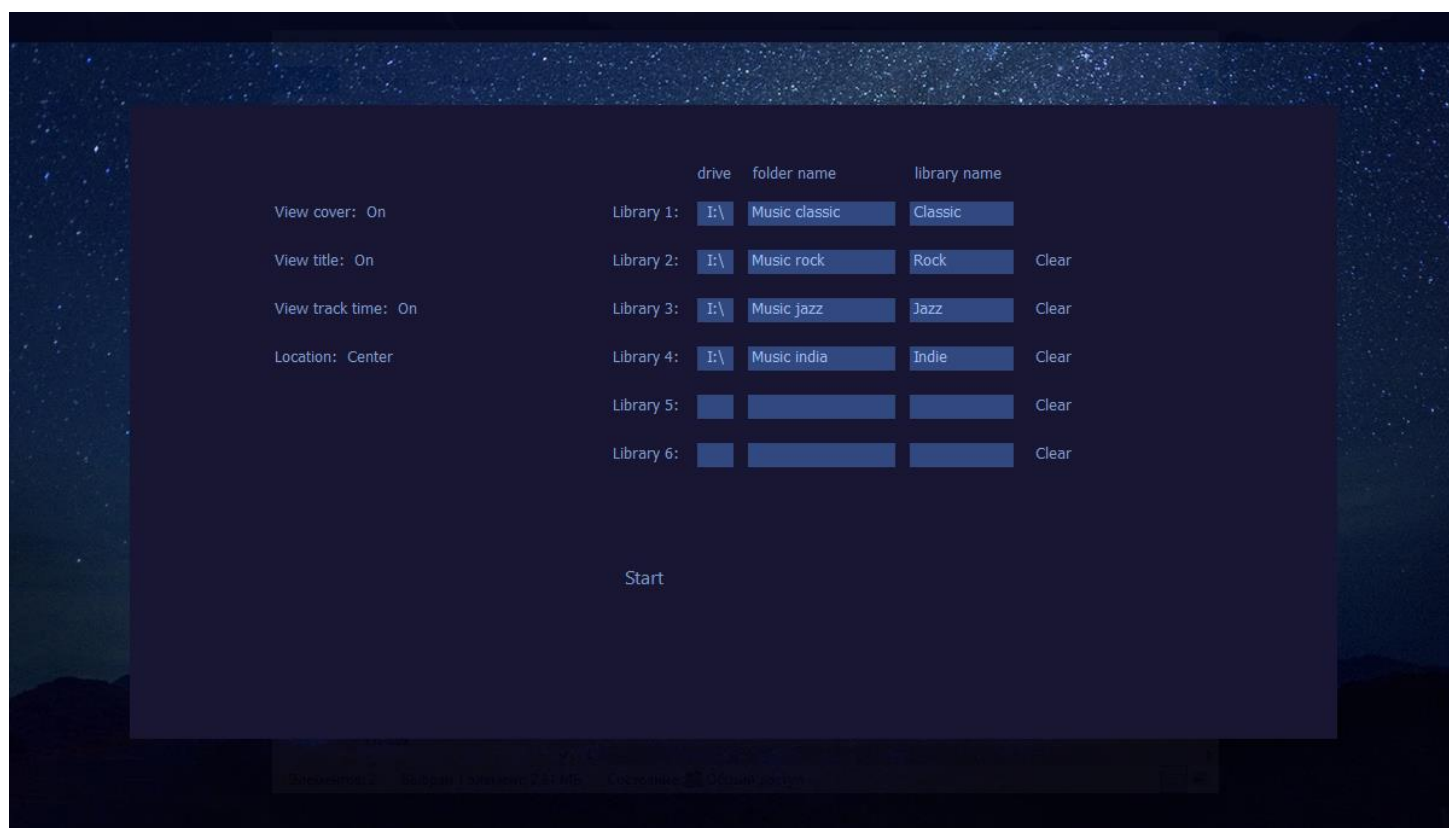 drive folder name library name
View cover: On Library 1: I:\ Music classic Classic
View title: On Library 2: I:\ Music rock Rock Clear
View track time: On Library 3: I:\ Music jazz Jazz Clear
Location: Center Library 4: I:\ Music india Indie Clear
Library 5: Clear
Library 6: Clear
Start